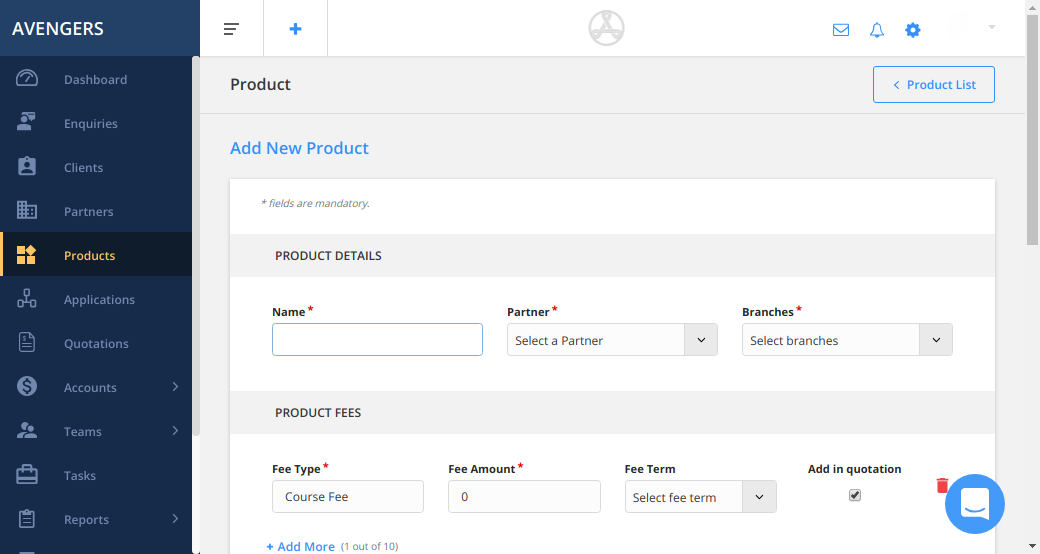 AVENGERS
Dashboard
Enquiries
Clients
Partners
Products
Applications
Quotations
Accounts
Teams
Tasks
Reports
Product
Product List
Add New Product
* fields are mandatory.
PRODUCT DETAILS
Name * Partner * Branches *
Select a Partner Select branches
PRODUCT FEES
Fee Type * Fee Amount * Fee Term Add in quotation
Course Fee 0 Select fee term
+ Add More (1 out of 10)